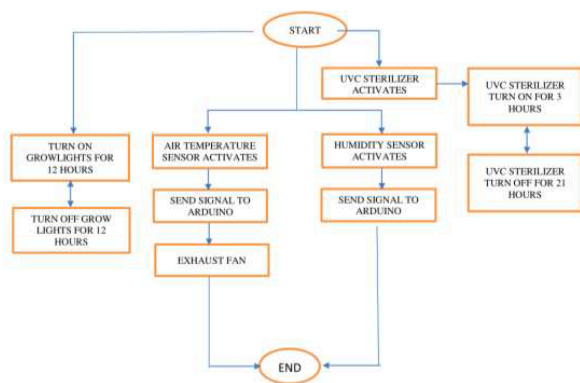 START
UVC STERILIZER
ACTIVATES
UVC STERILIZER
TURN ON FOR 3
HOURS
TURN ON
GROWLIGHTS FOR
12 HOURS
AIR TEMPERATURE
SENSOR ACTIVATES
HUMIDITY SENSOR
ACTIVATES
UVC STERILIZER
TURN OFF FOR 21
HOURS
TURN OFF GROW
LIGHTS FOR 12
HOURS
SEND SIGNAL TO
ARDUINO
SEND SIGNAL TO
ARDUINO
EXHAUST FAN
END